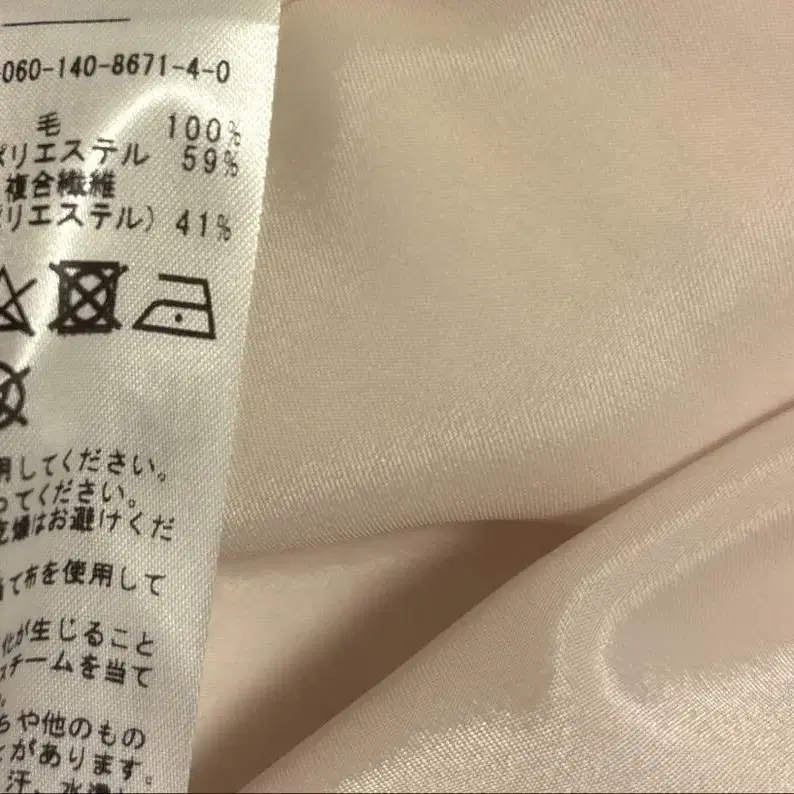 060-140-8671-4-0
毛 100%
ポリエステル 59%
複合繊維
ポリエステル) 41%
用してください。
ってください。
乾燥はお避けくだ
当て布を使用して
化が生じること
スチームを当て
や他のもの
があります。
汗、水濡